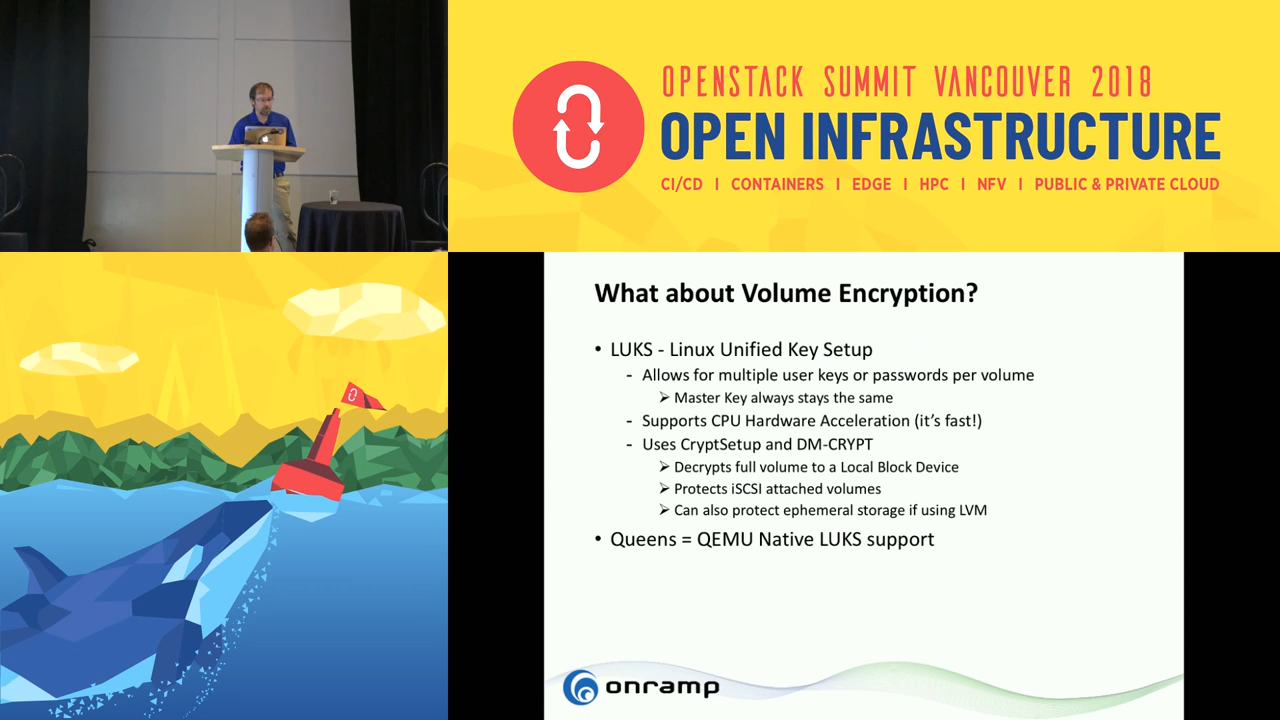 OPENSTACK SUMMIT VANCOUVER 2018
OPEN INFRASTRUCTURE
CI/CD I CONTAINERS I EDGE I HPC I NFV I PUBLIC & PRIVATE CLOUD
What about Volume Encryption?
• LUKS - Linux Unified Key Setup
- Allows for multiple user keys or passwords per volume
➢ Master Key always stays the same
- Supports CPU Hardware Acceleration (it's fast!)
- Uses CryptSetup and DM-CRYPT
➢ Decrypts full volume to a Local Block Device
➢ Protects iSCSI attached volumes
➢ Can also protect ephemeral storage if using LVM
• Queens = QEMU Native LUKS support
onramp